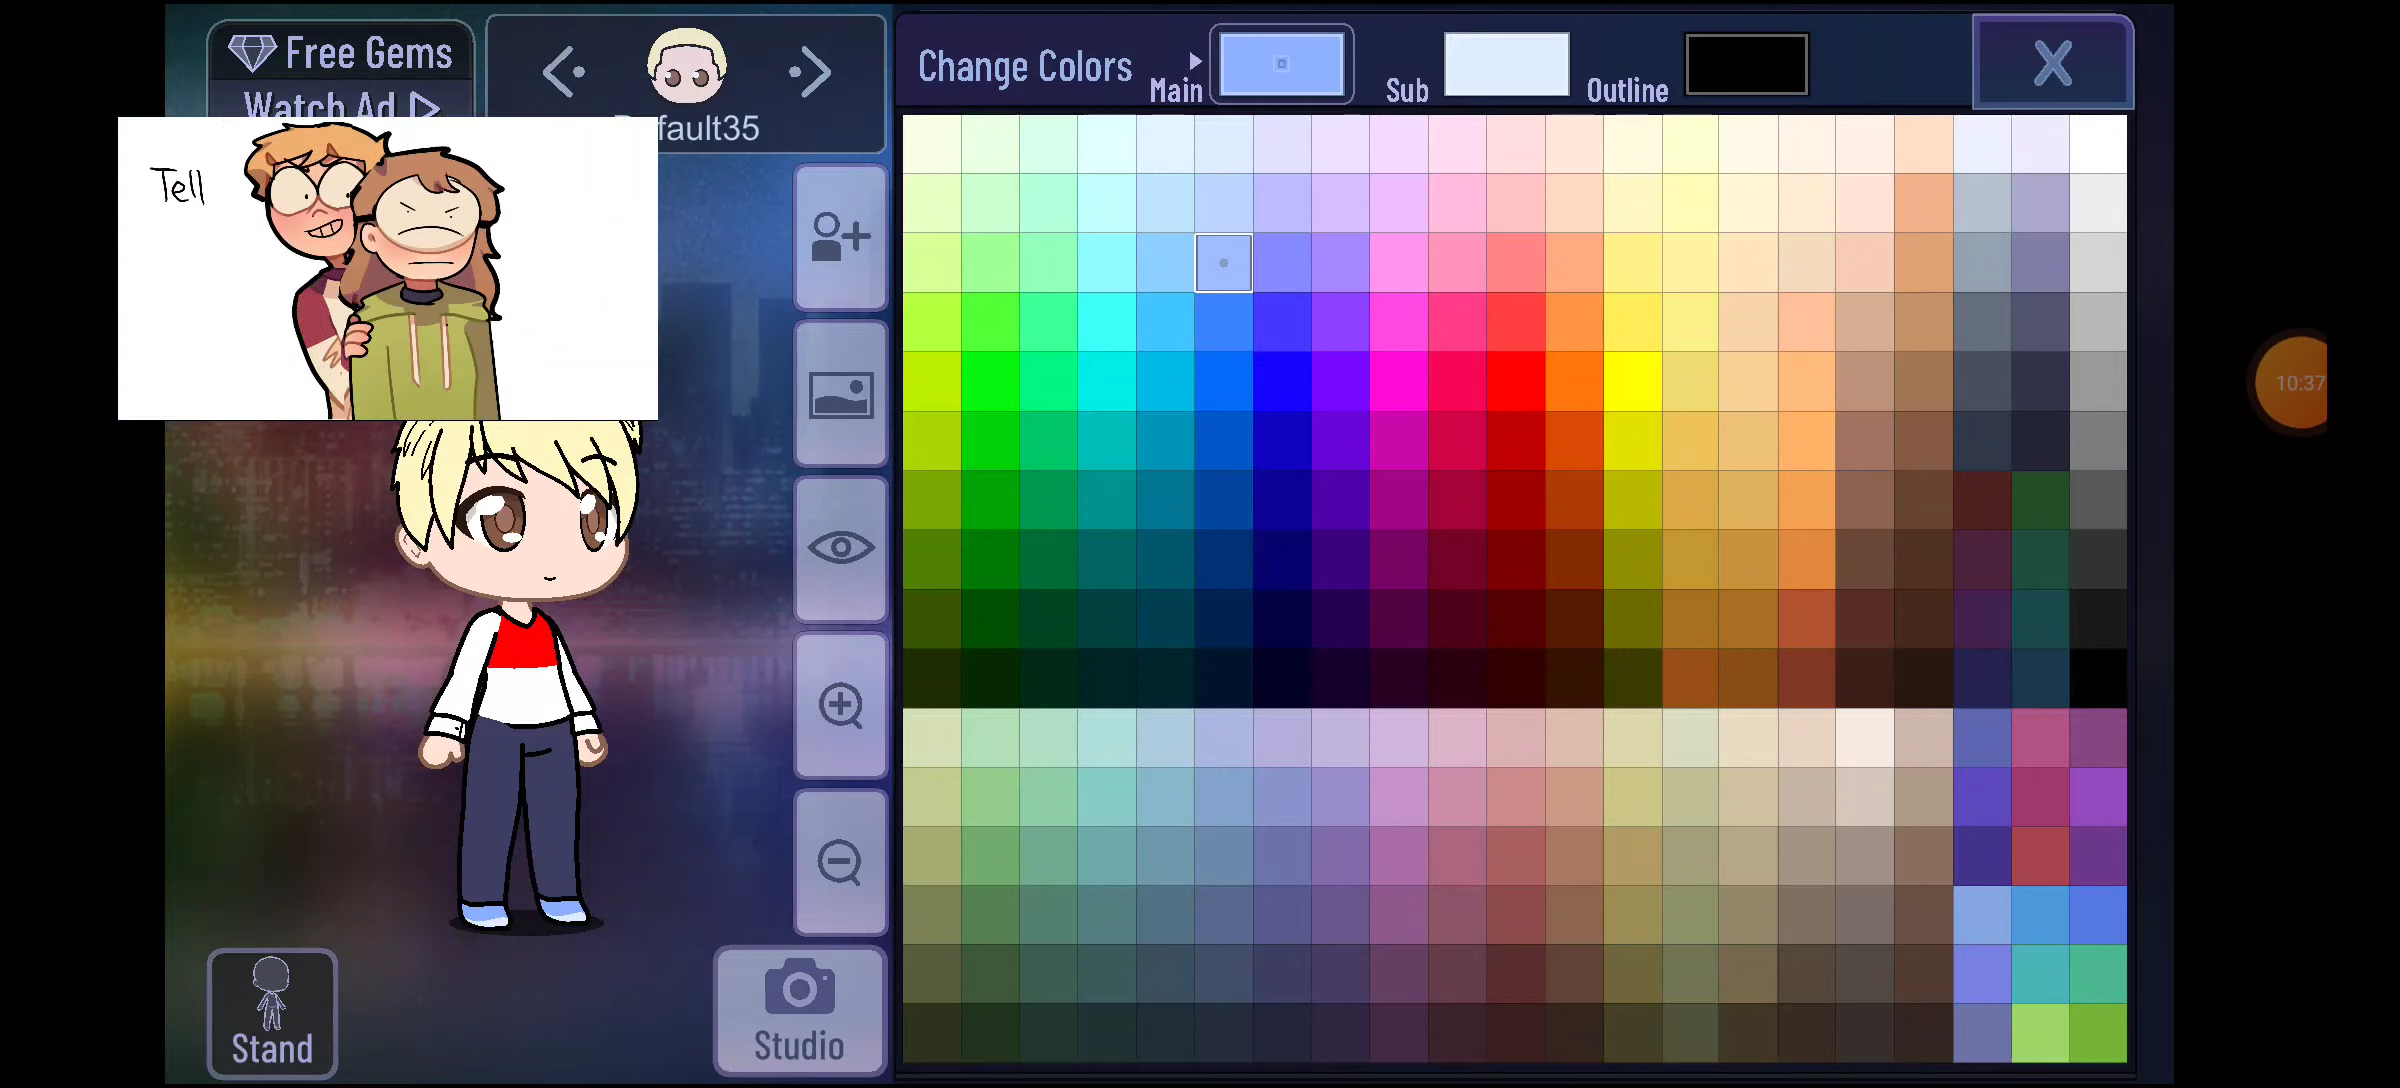 Free Gems
Watch Ad
fault35
Tell
Change Colors
Main
Sub
Outline
X
10:37
Stand
Studio